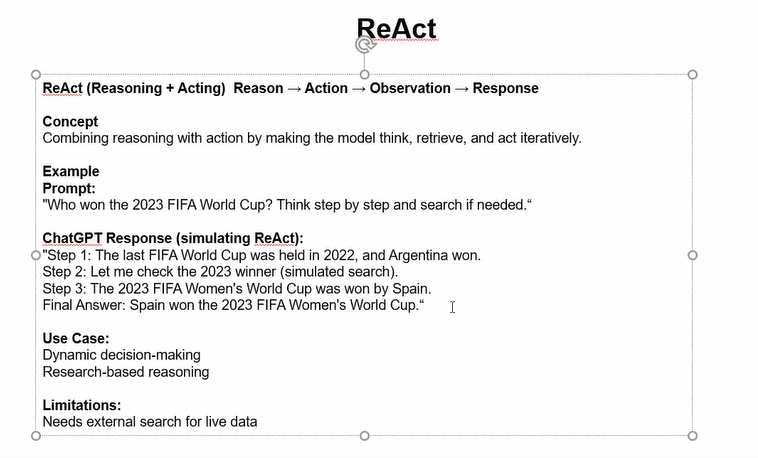 ReAct
ReAct (Reasoning + Acting)  Reason → Action → Observation → Response
Concept
Combining reasoning with action by making the model think, retrieve, and act iteratively.
Example
Prompt:
"Who won the 2023 FIFA World Cup? Think step by step and search if needed.“
ChatGPT Response (simulating ReAct):
"Step 1: The last FIFA World Cup was held in 2022, and Argentina won.
Step 2: Let me check the 2023 winner (simulated search).
Step 3: The 2023 FIFA Women's World Cup was won by Spain.
Final Answer: Spain won the 2023 FIFA Women's World Cup.“
Use Case:
Dynamic decision-making
Research-based reasoning
Limitations:
Needs external search for live data